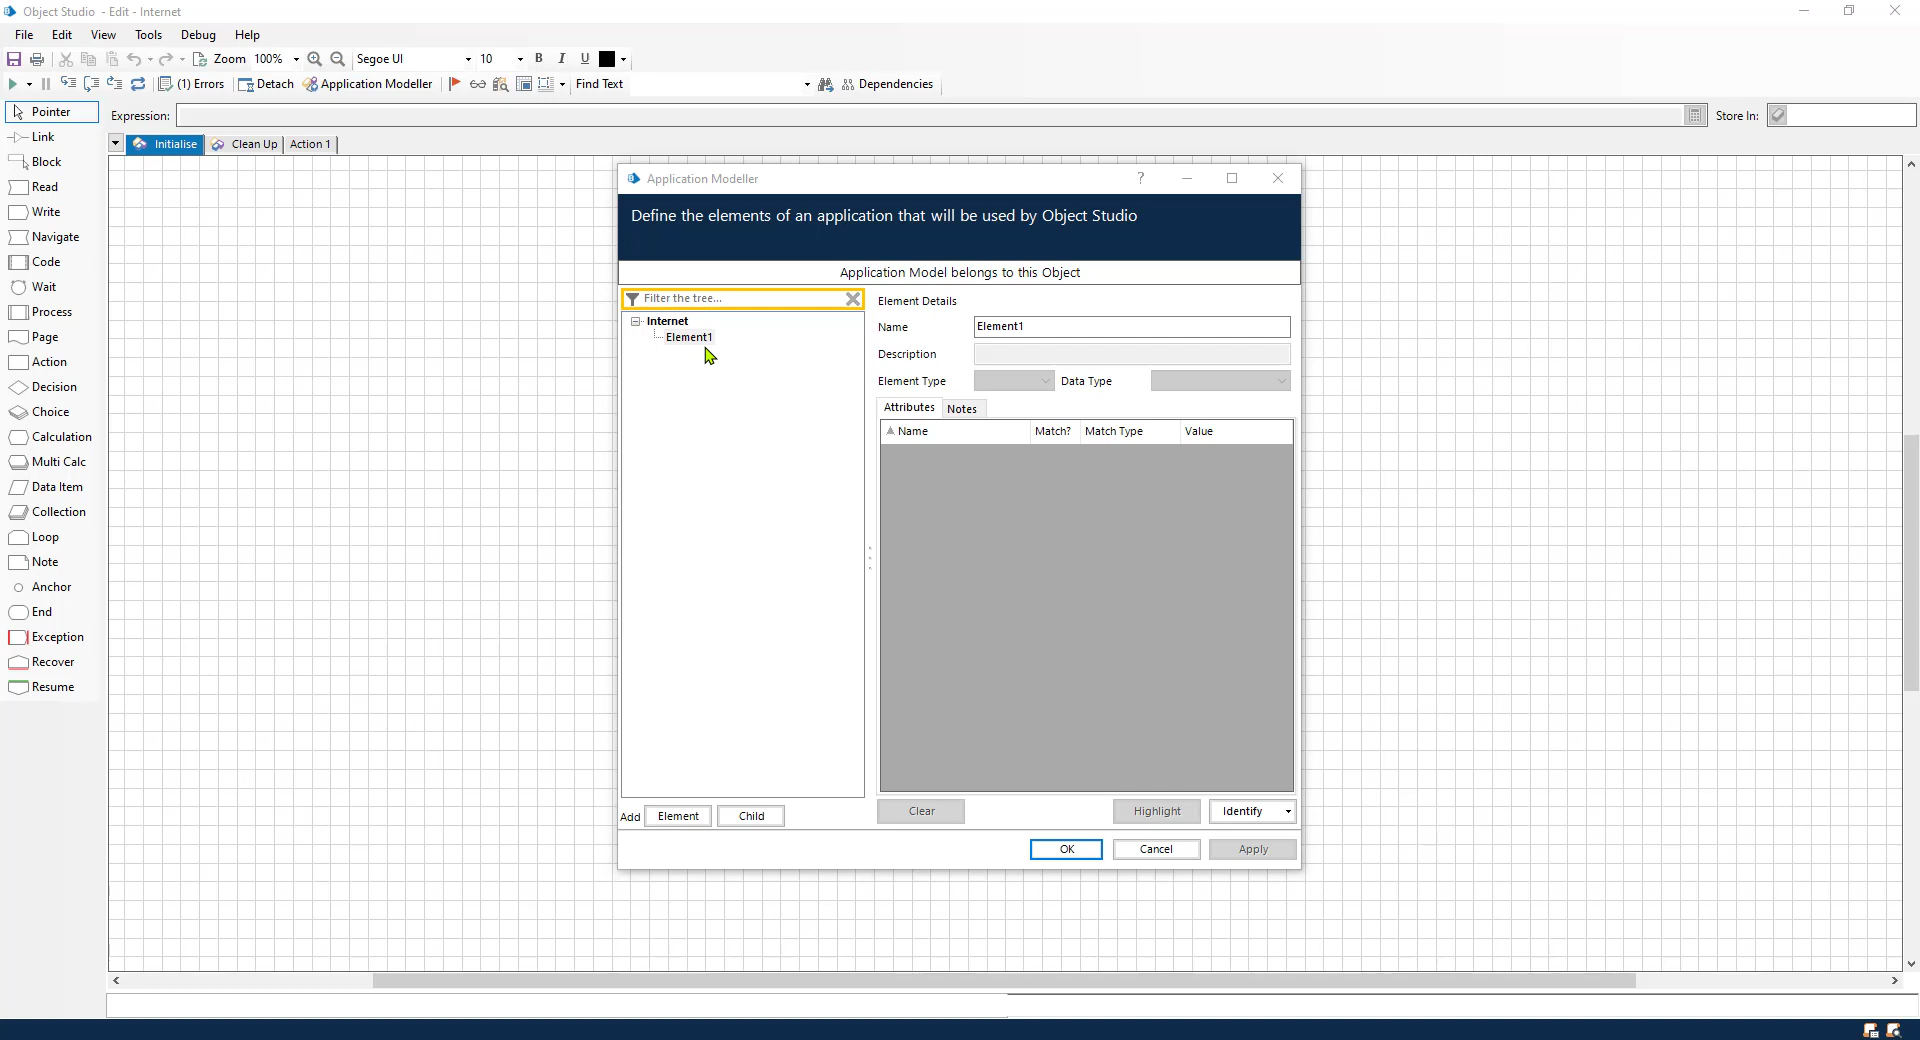 Object Studio - Edit - Internet
File Edit View Tools Debug Help
Zoom 100% Segoe UI 10 B I U
(1) Errors Detach Application Modeller Find Text Dependencies
Pointer
Link
Block
Read
Write
Navigate
Code
Wait
Process
Page
Action
Decision
Choice
Calculation
Multi Calc
Data Item
Collection
Loop
Note
Anchor
End
Exception
Recover
Resume
Expression: Store In:
Initialise Clean Up Action 1
Application Modeller ?
Define the elements of an application that will be used by Object Studio
Application Model belongs to this Object
Filter the tree...
Internet
Element1
Add Element Child
Element Details
Name Element1
Description
Element Type Data Type
Attributes Notes
Name Match? Match Type Value
Clear Highlight Identify
OK Cancel Apply